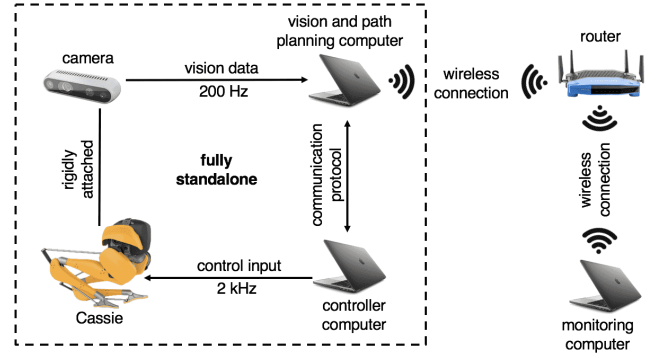 vision and path
planning computer
router
camera
vision data
200 Hz
wireless
connection
rigidly
attached
fully
standalone
communication
protocol
wireless
connection
control input
2 kHz
Cassie
controller
computer
monitoring
computer